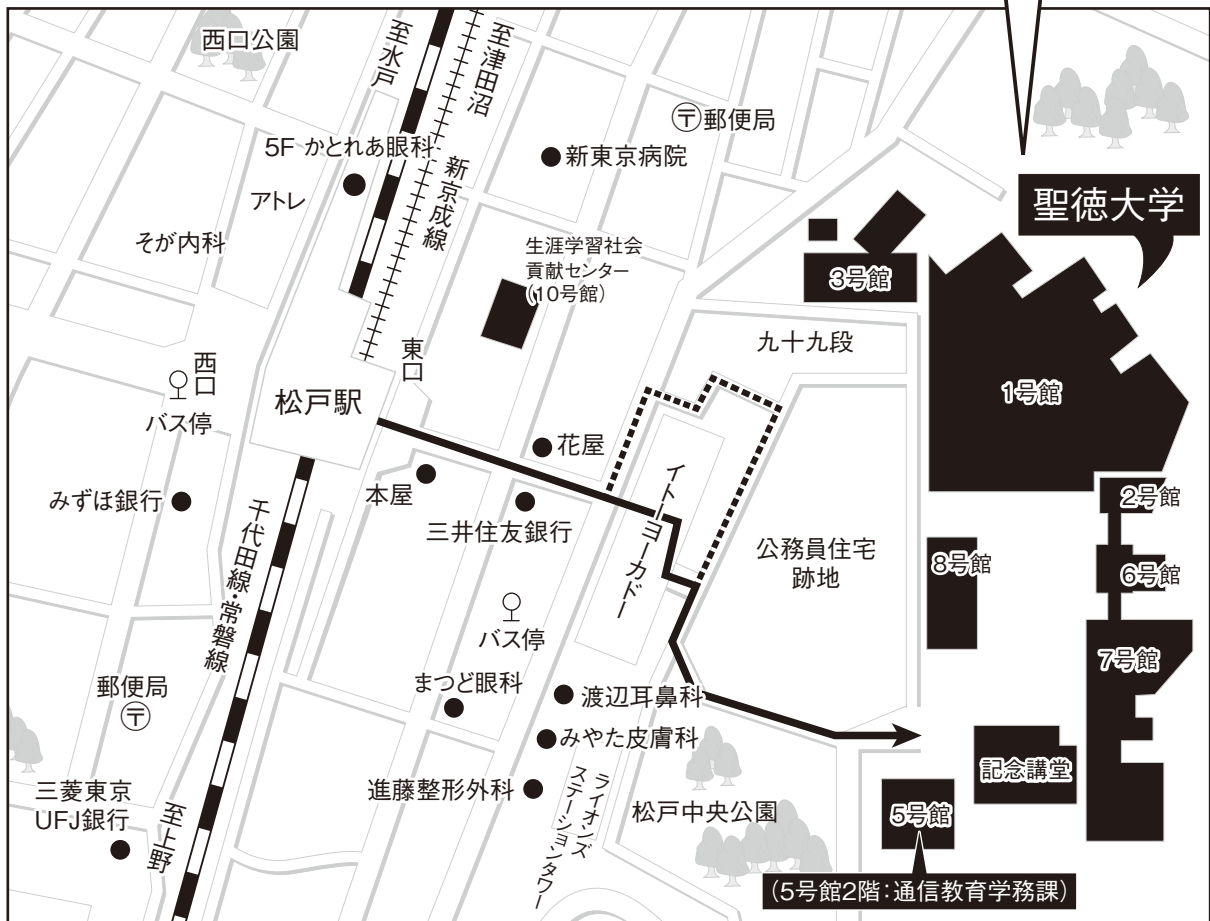 西口公園
至水戸
至津田沼
〒郵便局
5F かとれあ眼科
新東京病院
アトレ
新京成線
聖徳大学
そが内科
生涯学習社会
貢献センター
(10号館)
3号館
九十九段
西口
東口
1号館
バス停
松戸駅
花屋
みずほ銀行
本屋
三井住友銀行
イトーヨーカドー
2号館
公務員住宅
跡地
8号館
6号館
千代田線・常磐線
バス停
7号館
郵便局
〒
まつど眼科
渡辺耳鼻科
みやた皮膚科
記念講堂
三菱東京
UFJ銀行
至上野
進藤整形外科
ライオンズ
ステーションタワー
松戸中央公園
5号館
(5号館2階:通信教育学務課)